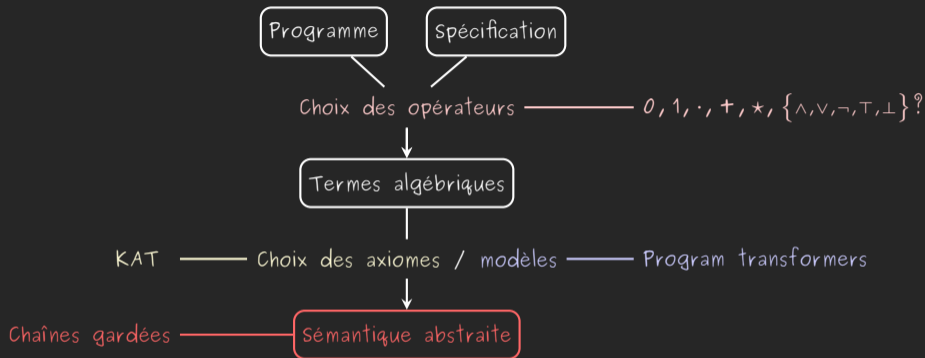 Programme
Spécification
Choix des opérateurs
0, 1, ·, +, ⋆, {∧,∨,¬,⊤,⊥}?
Termes algébriques
KAT
Choix des axiomes / modèles
Program transformers
Chaînes gardées
Sémantique abstraite